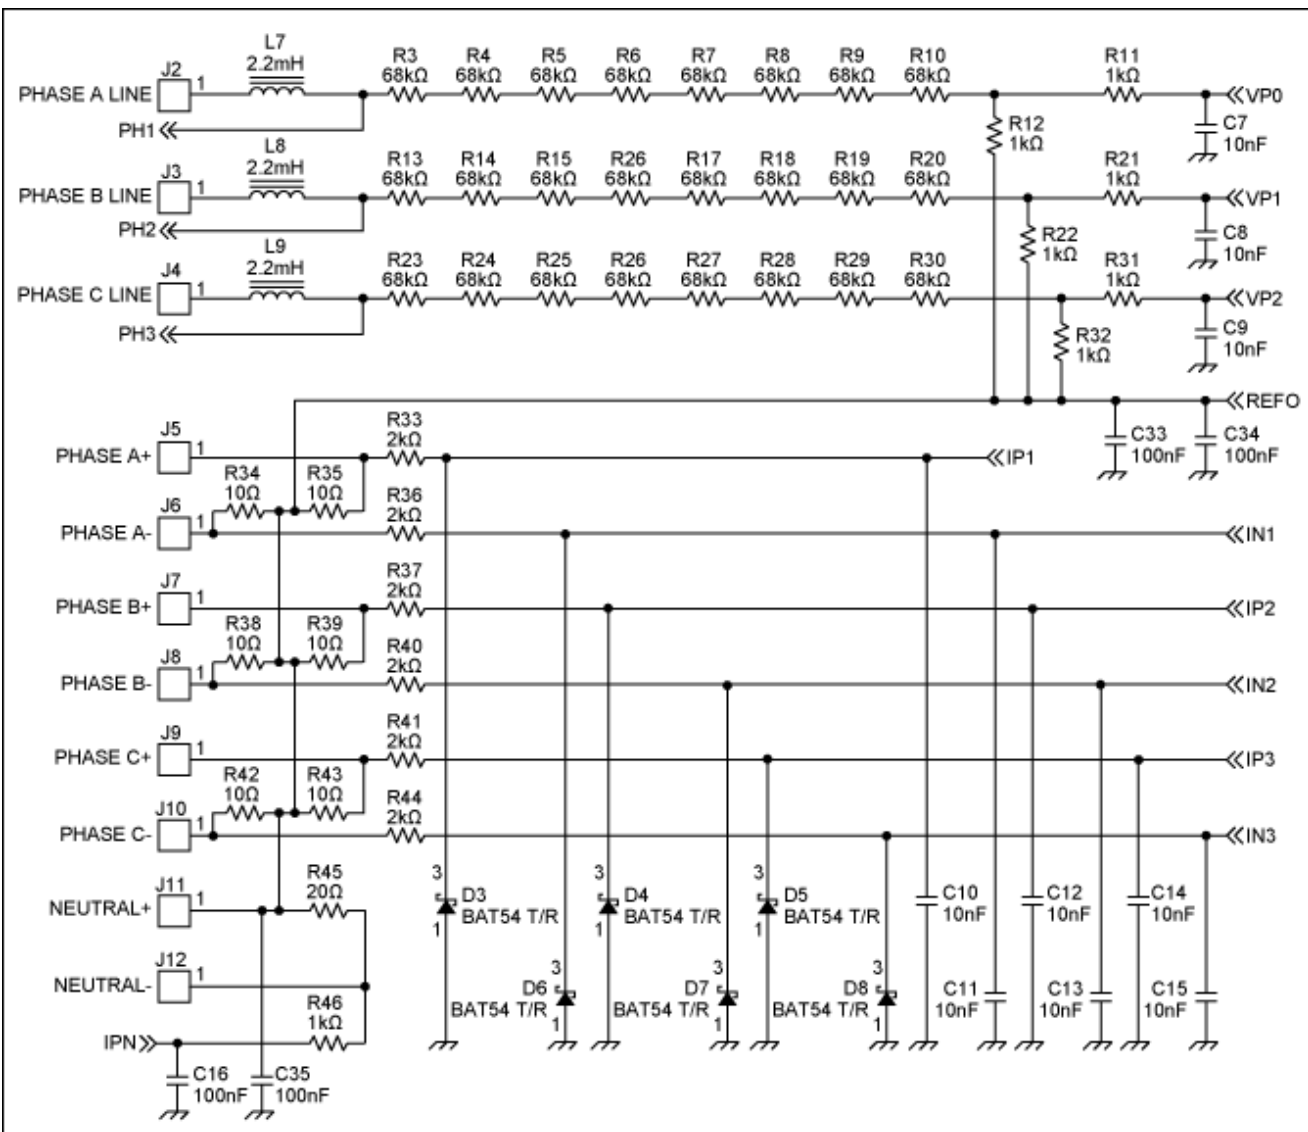 L7
2.2mH
J2
1
PHASE A LINE
PH1
R3 R4 R5 R6 R7 R8 R9 R10 R11
68kΩ 68kΩ 68kΩ 68kΩ 68kΩ 68kΩ 68kΩ 68kΩ 1kΩ
VP0
R12
1kΩ
C7
10nF
L8
2.2mH
J3
1
PHASE B LINE
PH2
R13 R14 R15 R26 R17 R18 R19 R20 R21
68kΩ 68kΩ 68kΩ 68kΩ 68kΩ 68kΩ 68kΩ 68kΩ 1kΩ
VP1
R22
1kΩ
C8
10nF
L9
2.2mH
J4
1
PHASE C LINE
PH3
R23 R24 R25 R26 R27 R28 R29 R30 R31
68kΩ 68kΩ 68kΩ 68kΩ 68kΩ 68kΩ 68kΩ 68kΩ 1kΩ
VP2
R32
1kΩ
C9
10nF
REFO
C33
100nF
C34
100nF
J5
1
PHASE A+
R33
2kΩ
IP1
R34
10Ω
R35
10Ω
J6
1
PHASE A-
R36
2kΩ
IN1
J7
1
PHASE B+
R37
2kΩ
IP2
R38
10Ω
R39
10Ω
J8
1
PHASE B-
R40
2kΩ
IN2
J9
1
PHASE C+
R41
2kΩ
IP3
R42
10Ω
R43
10Ω
J10
1
PHASE C-
R44
2kΩ
IN3
J11
1
NEUTRAL+
R45
20Ω
3
D3
BAT54 T/R
1
3
D4
BAT54 T/R
1
3
D5
BAT54 T/R
1
C10
10nF
C12
10nF
C14
10nF
J12
1
NEUTRAL-
3
D6
BAT54 T/R
1
3
D7
BAT54 T/R
1
3
D8
BAT54 T/R
1
C11
10nF
C13
10nF
C15
10nF
R46
1kΩ
IPN
C16
100nF
C35
100nF